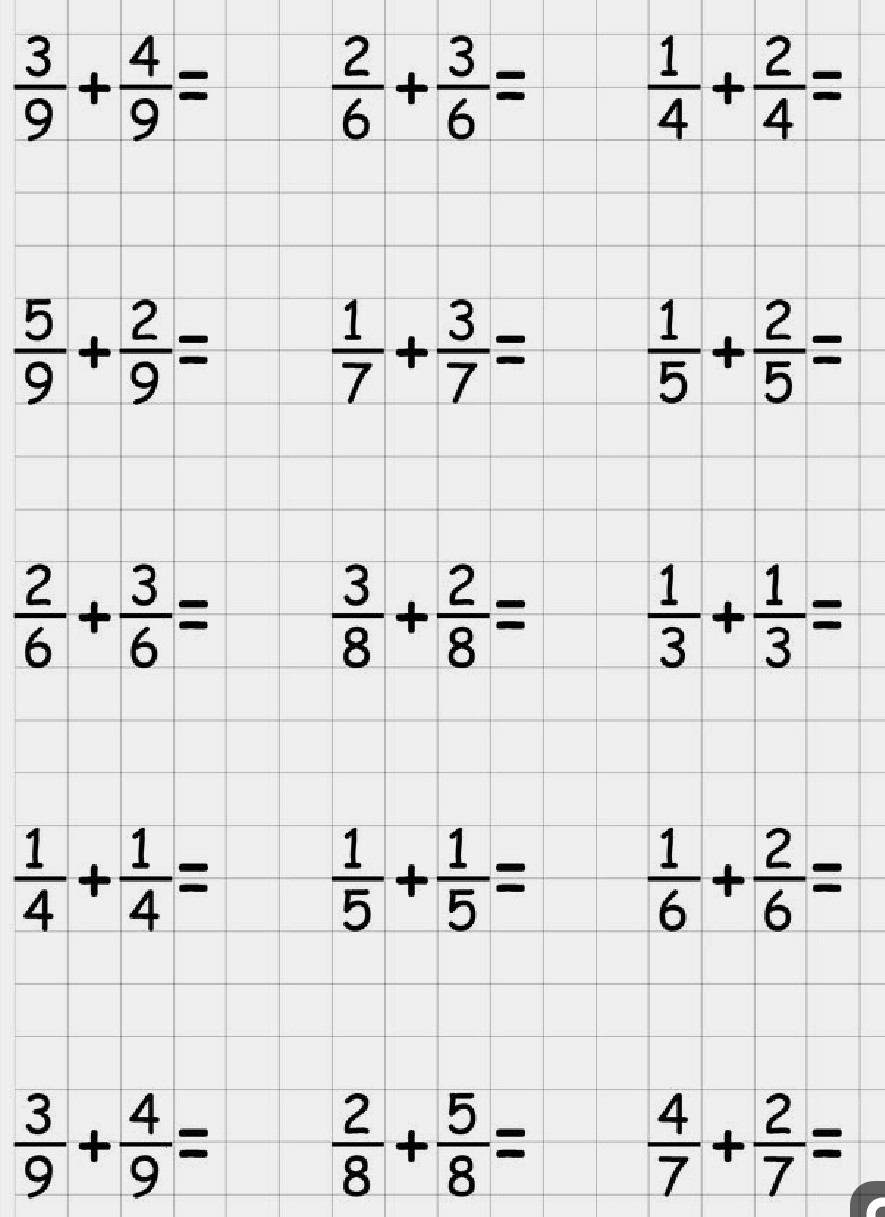 3/9 + 4/9 = 2/6 + 3/6 = 1/4 + 2/4 =
5/9 + 2/9 = 1/7 + 3/7 = 1/5 + 2/5 =
2/6 + 3/6 = 3/8 + 2/8 = 1/3 + 1/3 =
1/4 + 1/4 = 1/5 + 1/5 = 1/6 + 2/6 =
3/9 + 4/9 = 2/8 + 5/8 = 4/7 + 2/7 =